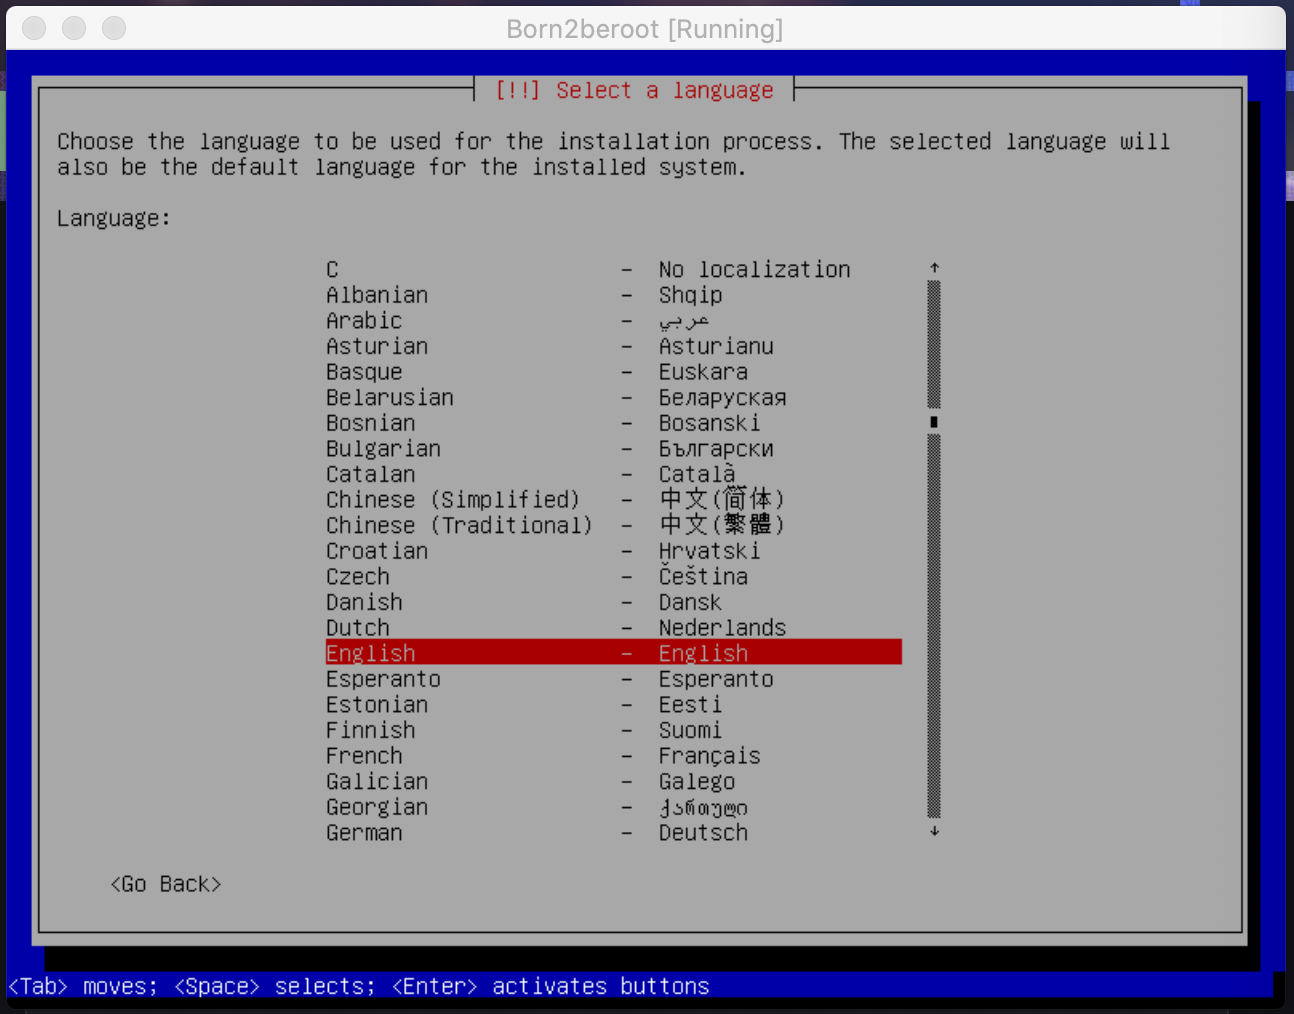 Born2beroot [Running]
[!!] Select a language
Choose the language to be used for the installation process. The selected language will
also be the default language for the installed system.
Language:
C - No localization
Albanian - Shqip
Arabic - عربي
Asturian - Asturianu
Basque - Euskara
Belarusian - Беларуская
Bosnian - Bosanski
Bulgarian - Български
Catalan - Català
Chinese (Simplified) - 中文(简体)
Chinese (Traditional) - 中文(繁體)
Croatian - Hrvatski
Czech - Čeština
Danish - Dansk
Dutch - Nederlands
English - English
Esperanto - Esperanto
Estonian - Eesti
Finnish - Suomi
French - Français
Galician - Galego
Georgian - ქართული
German - Deutsch
<Go Back>
<Tab> moves; <Space> selects; <Enter> activates buttons